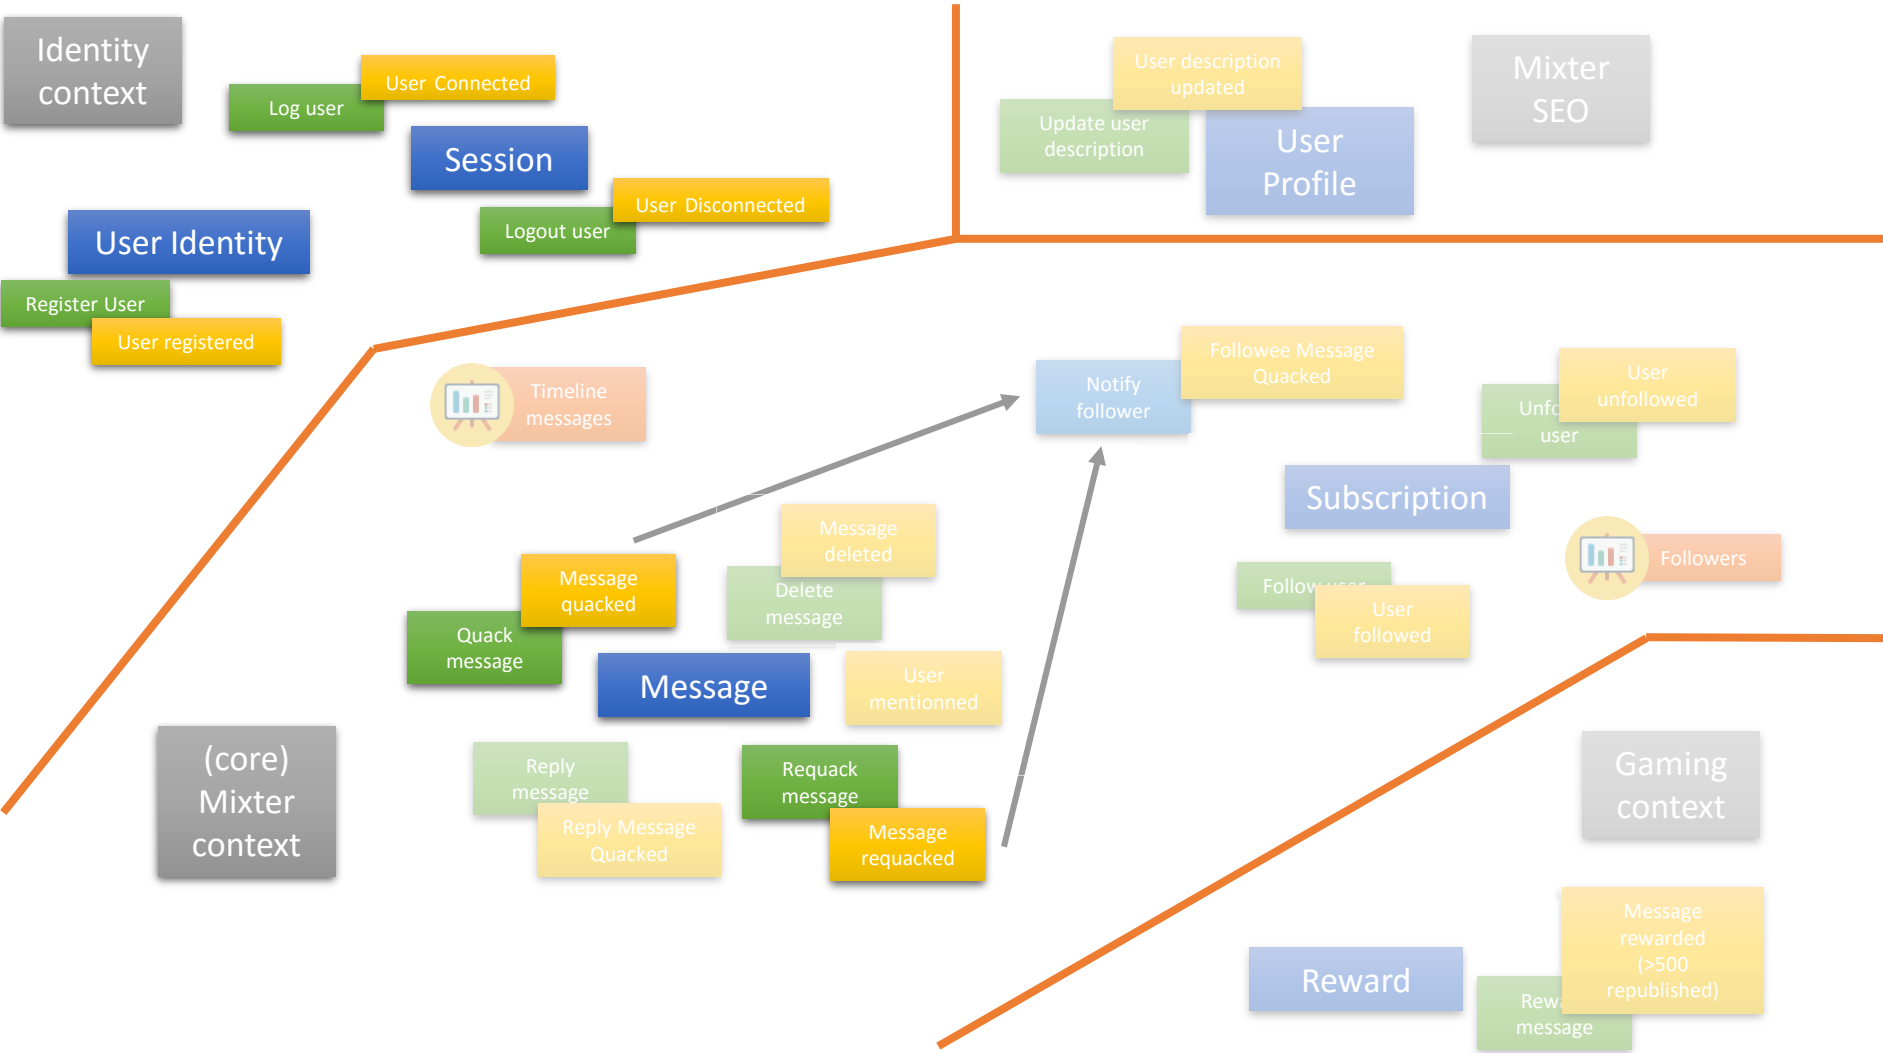 Identity
context
User Connected
Log user
Session
User Disconnected
Logout user
User Identity
Register User
User registered
User description
updated
Update user
description
User
Profile
Mixter
SEO
Timeline
messages
Notify
follower
Followee Message
Quacked
User
unfollowed
user
Subscription
Followers
Follow user
User
followed
Message
quacked
Quack
message
Message
deleted
Delete
message
Message
User
mentionned
Reply
message
Reply Message
Quacked
Requack
message
Message
requacked
(core)
Mixter
context
Gaming
context
Reward
Message
rewarded
(>500
republished)
message